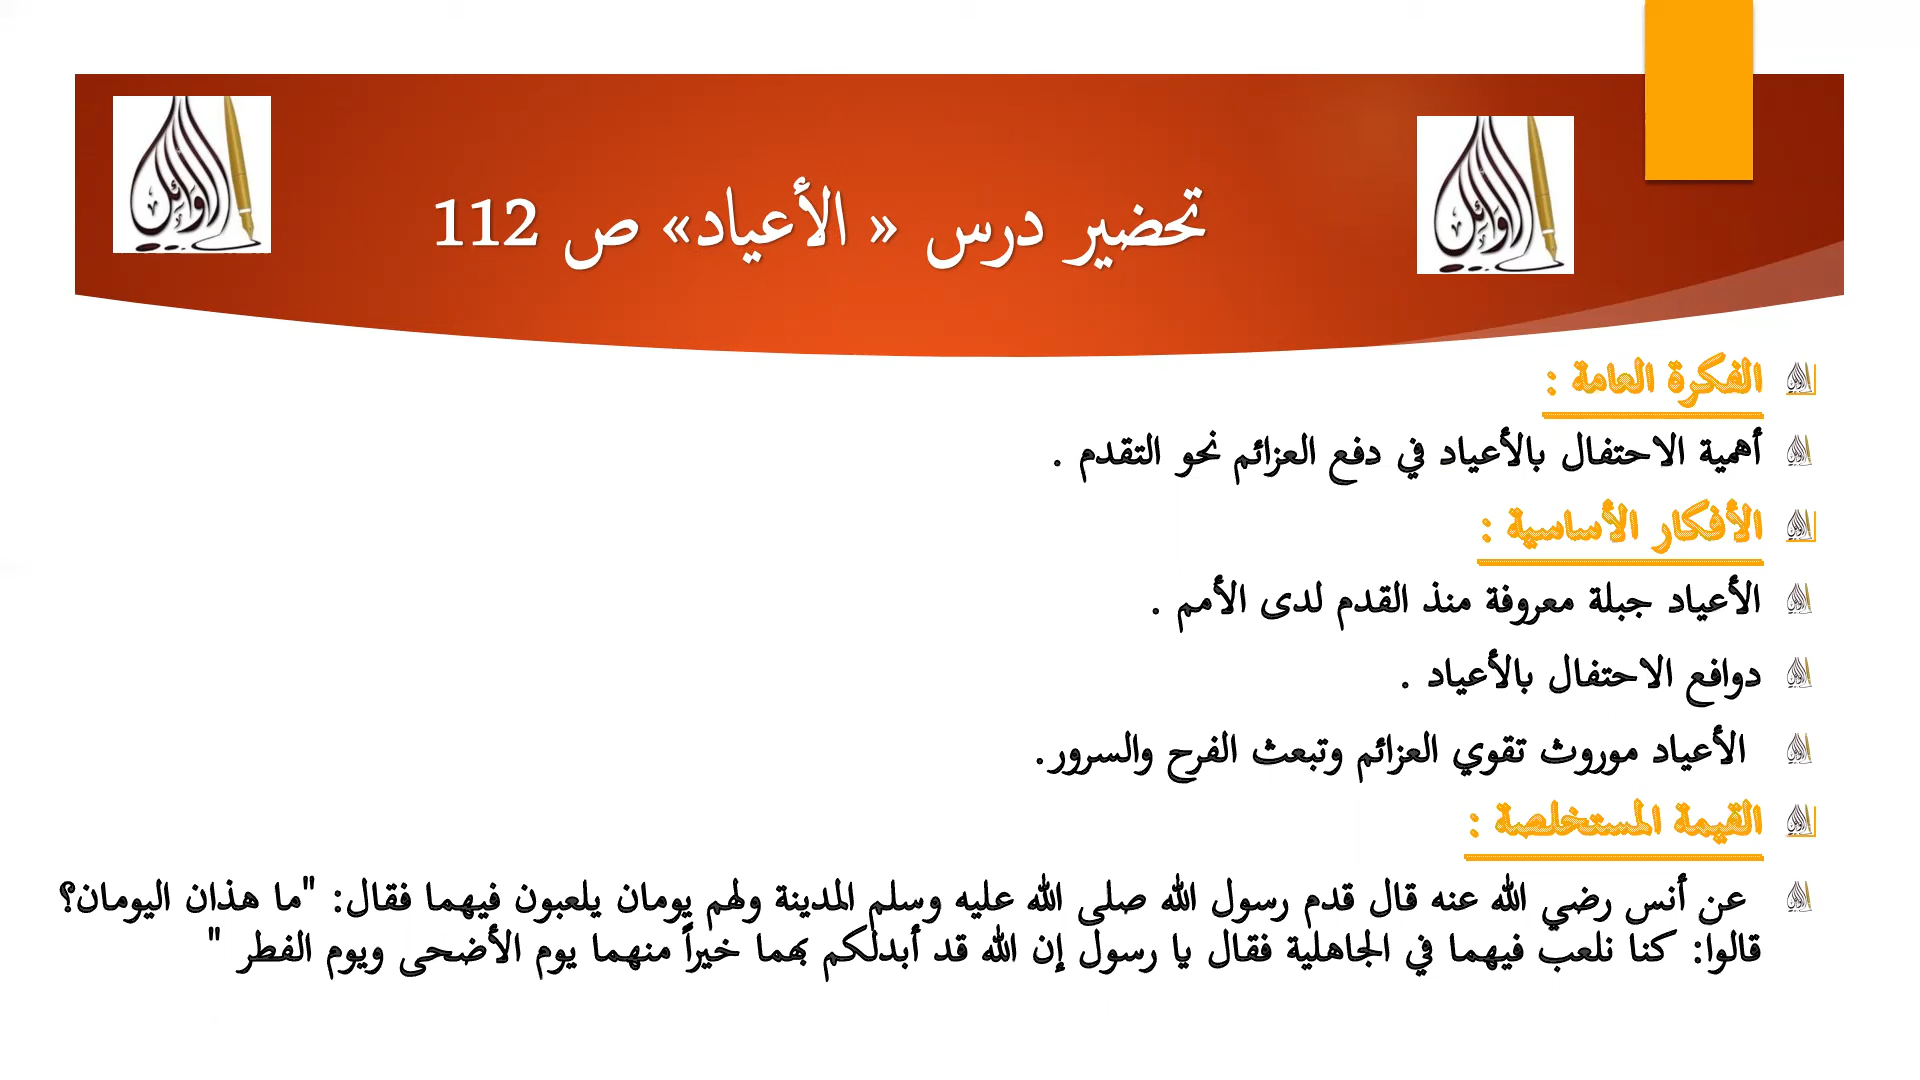 تحضير درس « الأعياد» ص 112
الأوائل
الأوائل
الفكرة العامة :
أهمية الاحتفال بالأعياد في دفع العزائم نحو التقدم .
الأفكار الأساسية :
الأعياد جبلة معروفة منذ القدم لدى الأمم .
دوافع الاحتفال بالأعياد .
الأعياد موروث تقوي العزائم وتبعث الفرح والسرور.
القيمة المستخلصة :
عن أنس رضي الله عنه قال قدم رسول الله صلى الله عليه وسلم المدينة ولهم يومان يلعبون فيهما فقال: "ما هذان اليومان؟
قالوا: كنا نلعب فيهما في الجاهلية فقال يا رسول إن الله قد أبدلكم بهما خيراً منهما يوم الأضحى ويوم الفطر "